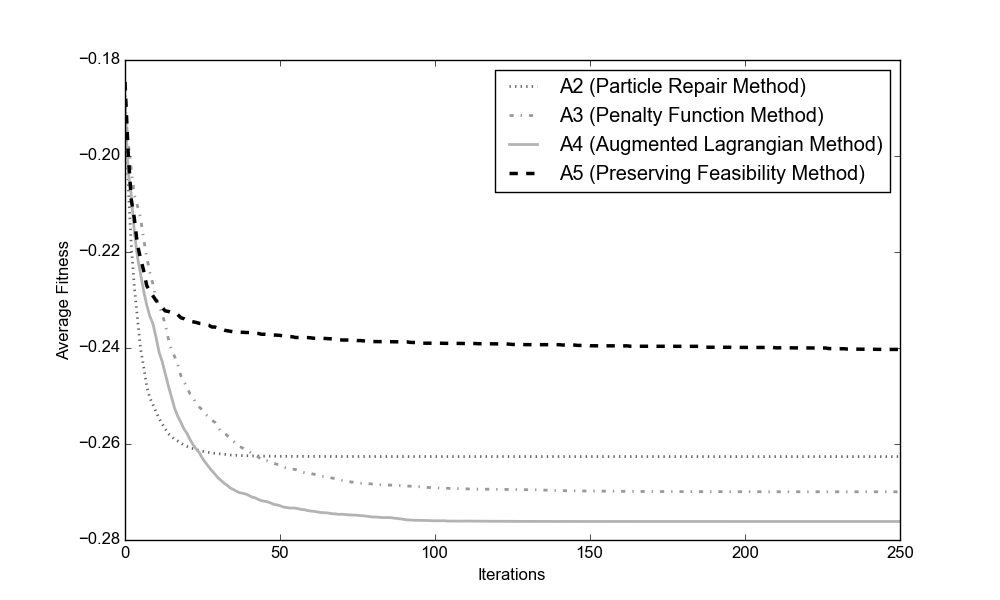 −0.18
−0.20
−0.22
−0.24
−0.26
−0.28
Average Fitness
A2 (Particle Repair Method)
A3 (Penalty Function Method)
A4 (Augmented Lagrangian Method)
A5 (Preserving Feasibility Method)
0 50 100 150 200 250
Iterations